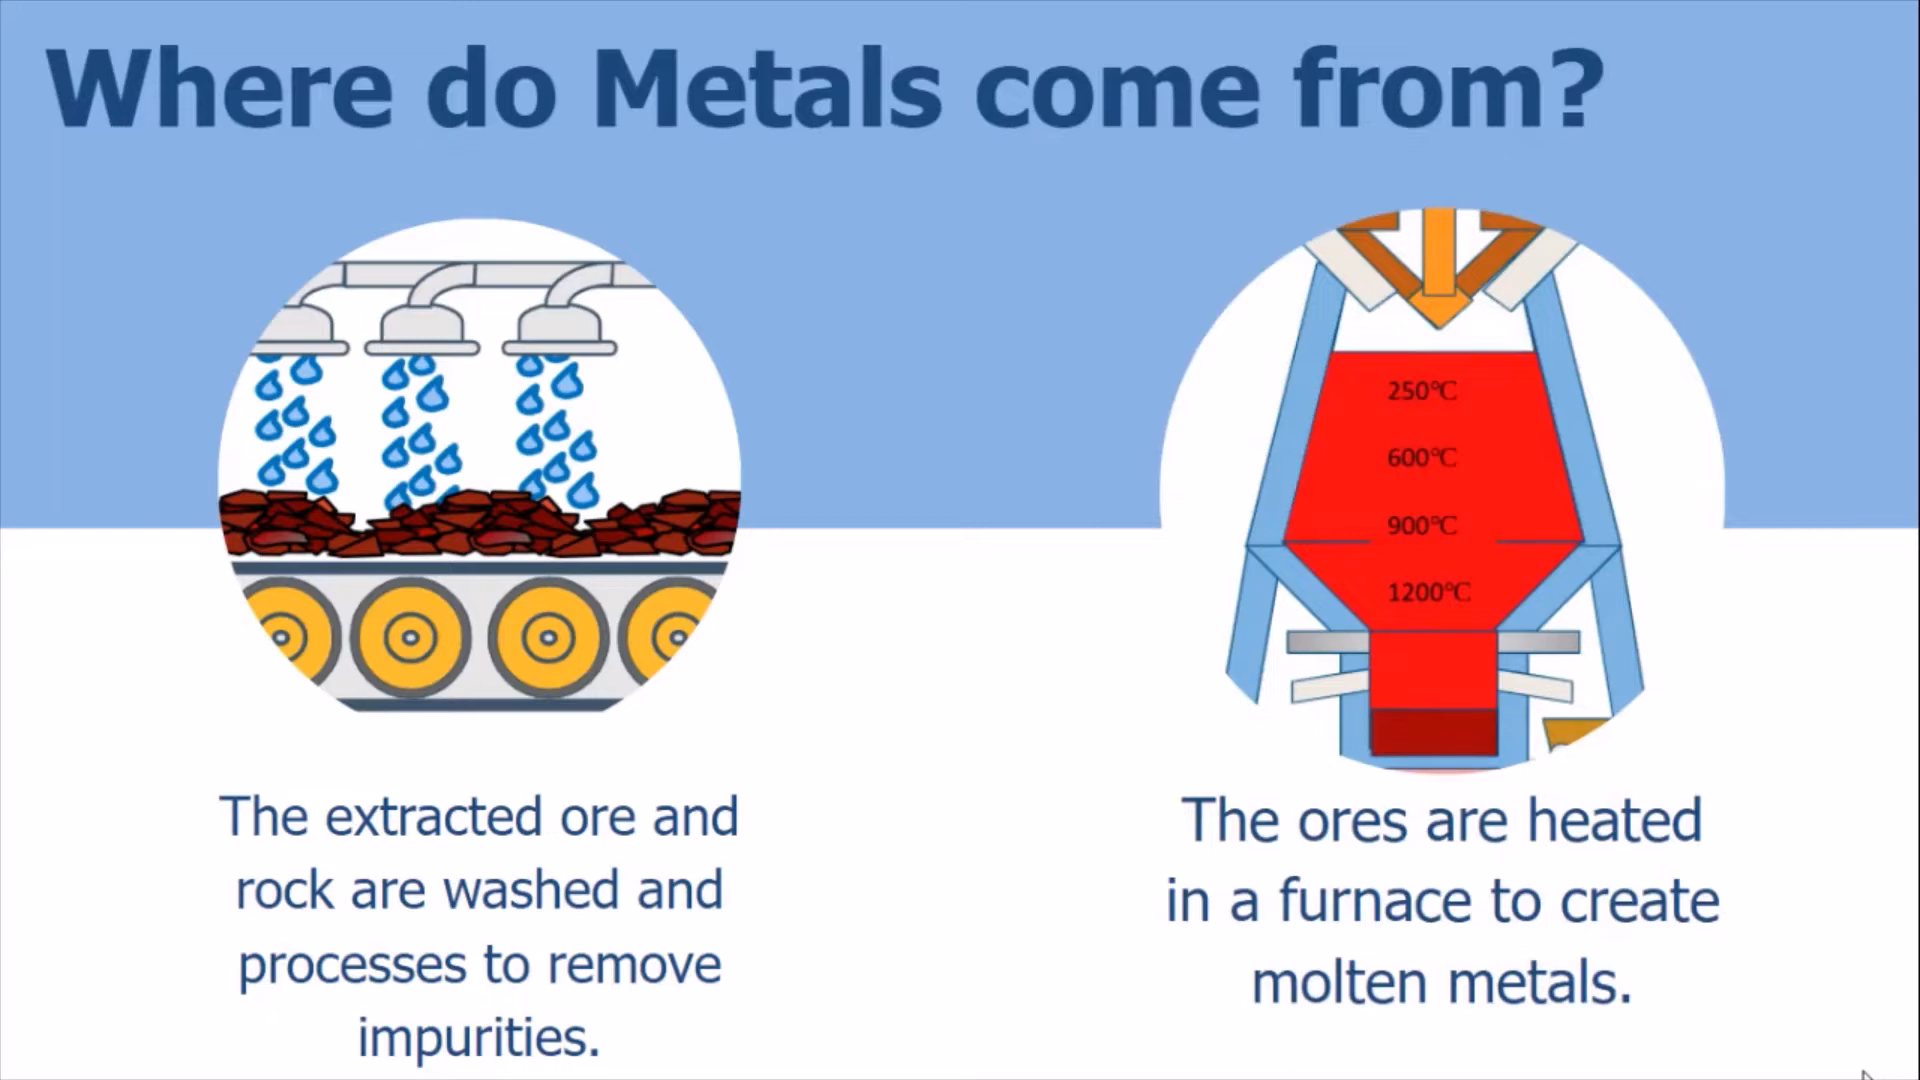 Where do Metals come from?
250℃
600℃
900℃
1200℃
The extracted ore and
rock are washed and
processes to remove
impurities.
The ores are heated
in a furnace to create
molten metals.